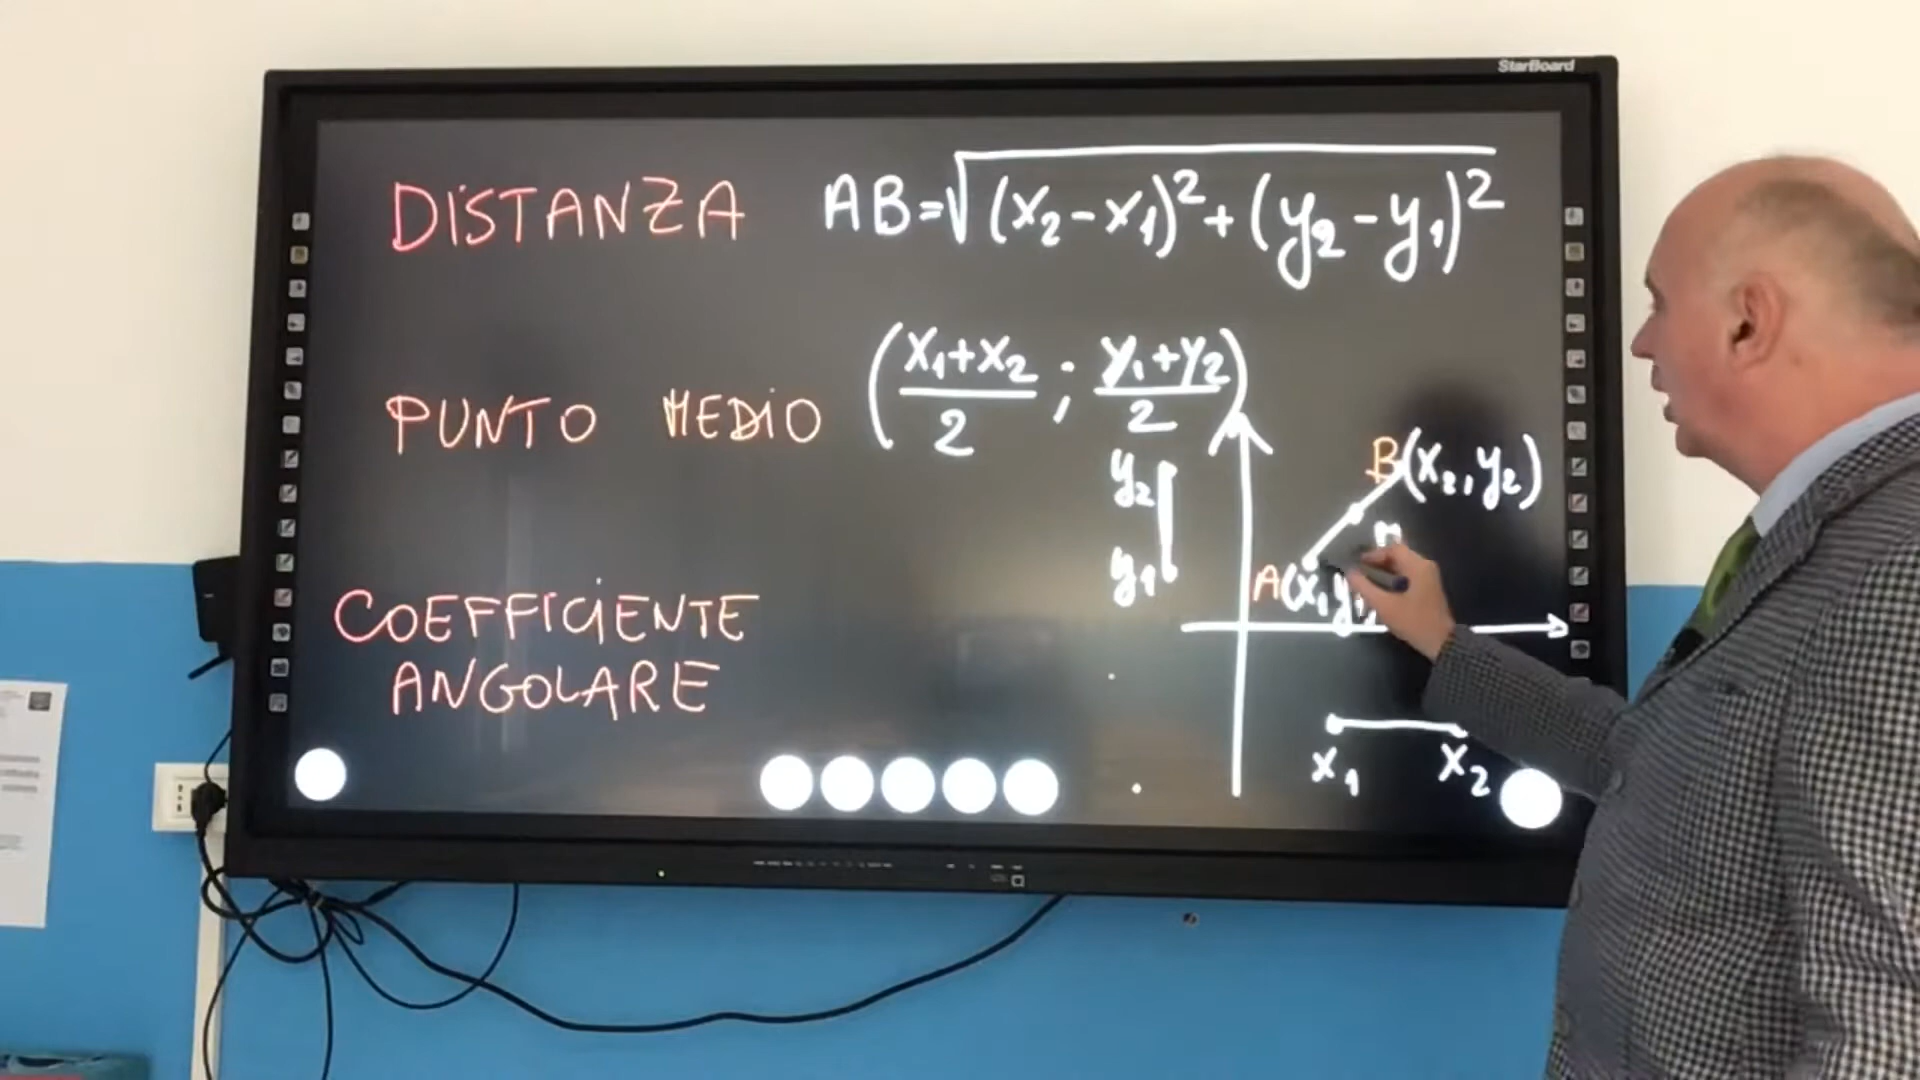 StarBoard
DISTANZA AB=√(x₂-x₁)²+(y₂-y₁)²
PUNTO MEDIO (x₁+x₂/2 ; y₁+y₂/2)
y₂
B(x₂,y₂)
y₁
A(x₁,y₁
COEFFICIENTE
ANGOLARE
x₁ x₂